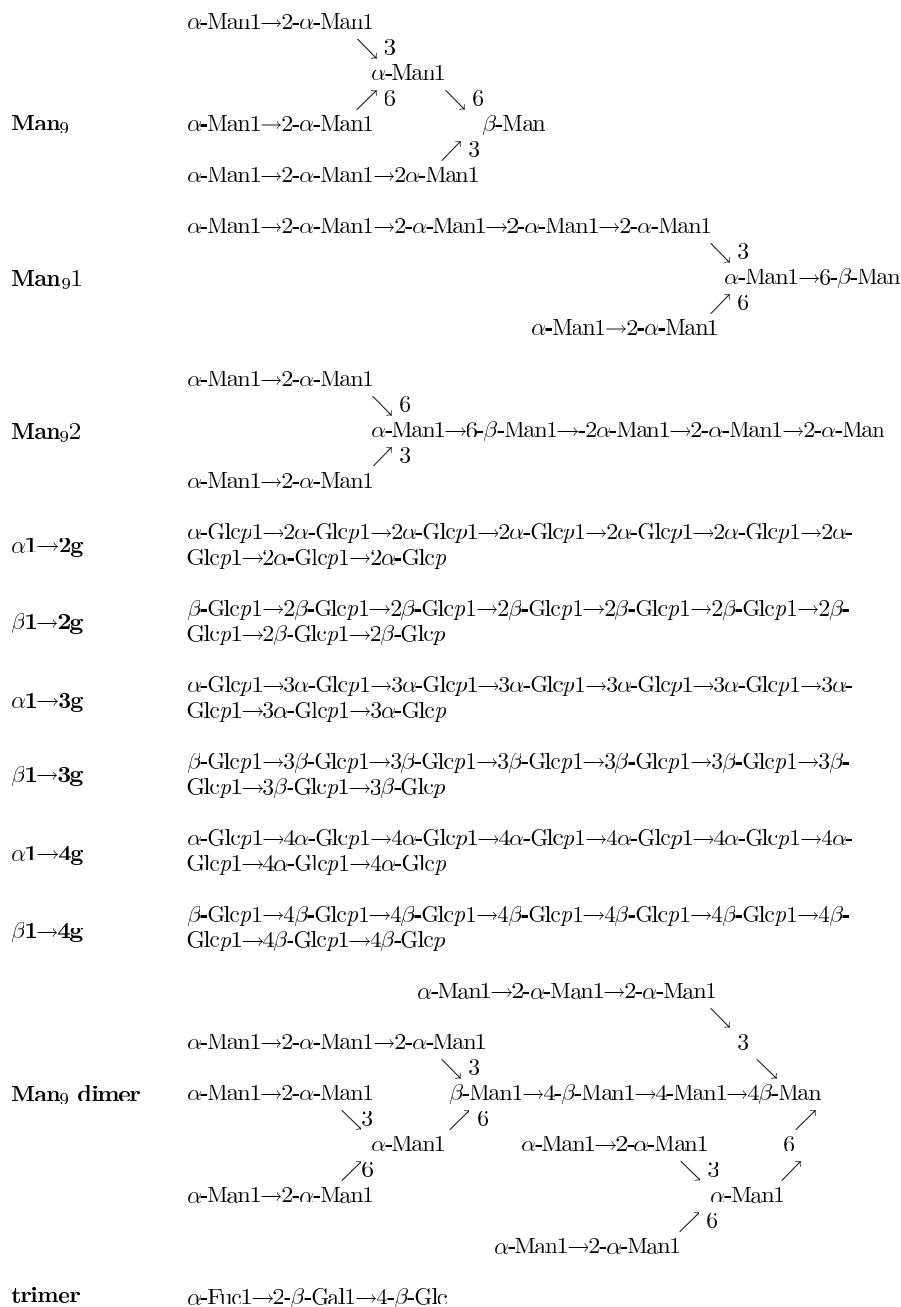 α-Man1→2-α-Man1
↘ 3
α-Man1
↗ 6 ↘ 6
Man₉ α-Man1→2-α-Man1 β-Man
↗ 3
α-Man1→2-α-Man1→2α-Man1
α-Man1→2-α-Man1→2-α-Man1→2-α-Man1→2-α-Man1
↘ 3
Man₉1 α-Man1→6-β-Man
↗ 6
α-Man1→2-α-Man1
α-Man1→2-α-Man1
↘ 6
Man₉2 α-Man1→6-β-Man1→-2α-Man1→2-α-Man1→2-α-Man
↗ 3
α-Man1→2-α-Man1
α1→2g α-Glcp1→2α-Glcp1→2α-Glcp1→2α-Glcp1→2α-Glcp1→2α-Glcp1→2α-
Glcp1→2α-Glcp1→2α-Glcp
β1→2g β-Glcp1→2β-Glcp1→2β-Glcp1→2β-Glcp1→2β-Glcp1→2β-Glcp1→2β-
Glcp1→2β-Glcp1→2β-Glcp
α1→3g α-Glcp1→3α-Glcp1→3α-Glcp1→3α-Glcp1→3α-Glcp1→3α-Glcp1→3α-
Glcp1→3α-Glcp1→3α-Glcp
β1→3g β-Glcp1→3β-Glcp1→3β-Glcp1→3β-Glcp1→3β-Glcp1→3β-Glcp1→3β-
Glcp1→3β-Glcp1→3β-Glcp
α1→4g α-Glcp1→4α-Glcp1→4α-Glcp1→4α-Glcp1→4α-Glcp1→4α-Glcp1→4α-
Glcp1→4α-Glcp1→4α-Glcp
β1→4g β-Glcp1→4β-Glcp1→4β-Glcp1→4β-Glcp1→4β-Glcp1→4β-Glcp1→4β-
Glcp1→4β-Glcp1→4β-Glcp
α-Man1→2-α-Man1→2-α-Man1
↘
α-Man1→2-α-Man1→2-α-Man1 3
↘ 3 ↘
Man₉ dimer α-Man1→2-α-Man1 β-Man1→4-β-Man1→4-Man1→4β-Man
↘ 3 ↗ 6 ↗
α-Man1 α-Man1→2-α-Man1 6
↗ 6 ↘ 3 ↗
α-Man1→2-α-Man1 α-Man1
↗ 6
α-Man1→2-α-Man1
trimer α-Fuc1→2-β-Gal1→4-β-Glc